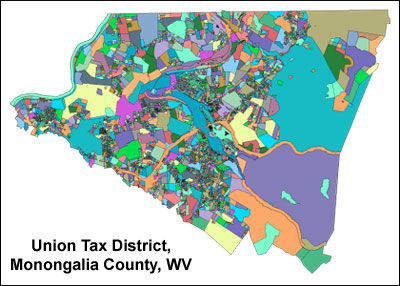 Union Tax District,
Monongalia County, WV